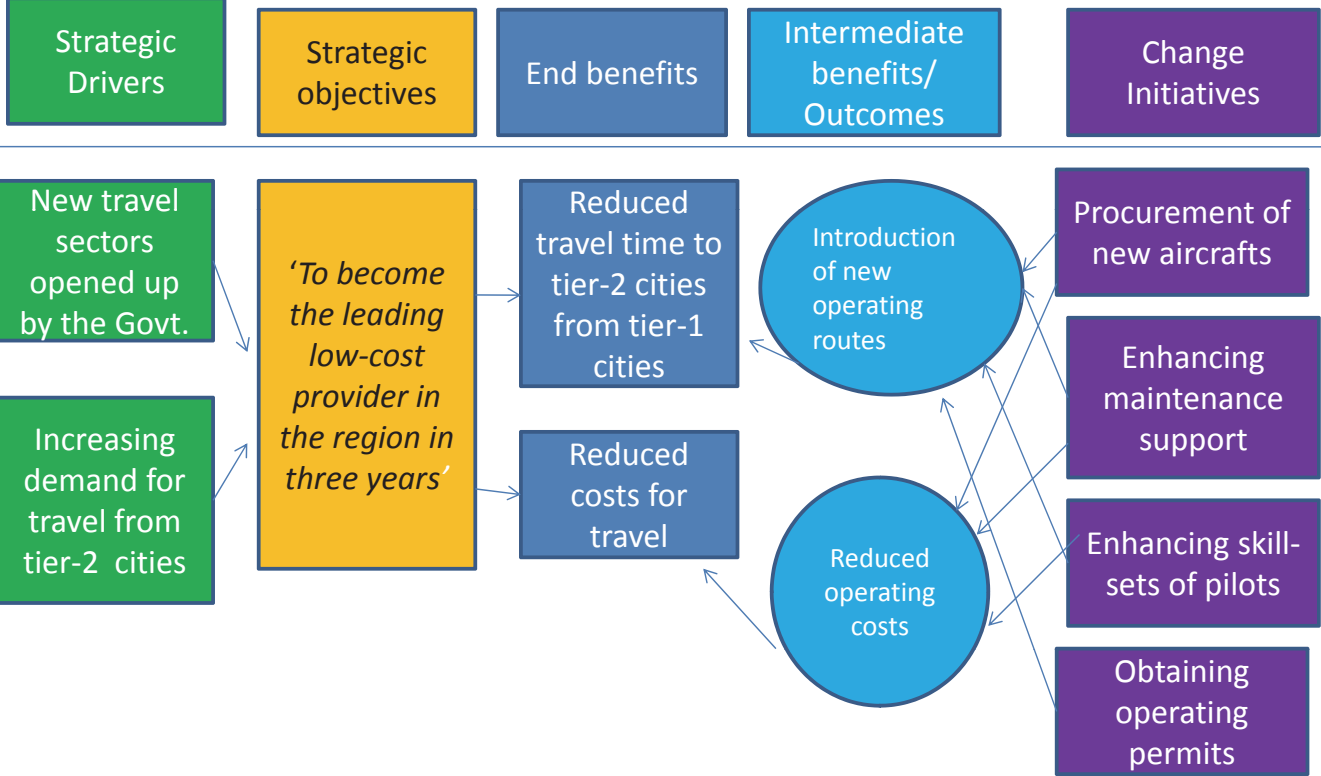 Strategic
Drivers
Strategic
objectives
End benefits
Intermediate
benefits/
Outcomes
Change
Initiatives
New travel
sectors
opened up
by the Govt.
Increasing
demand for
travel from
tier-2 cities
‘To become
the leading
low-cost
provider in
the region in
three years’
Reduced
travel time to
tier-2 cities
from tier-1
cities
Reduced
costs for
travel
Introduction
of new
operating
routes
Reduced
operating
costs
Procurement of
new aircrafts
Enhancing
maintenance
support
Enhancing skill-
sets of pilots
Obtaining
operating
permits